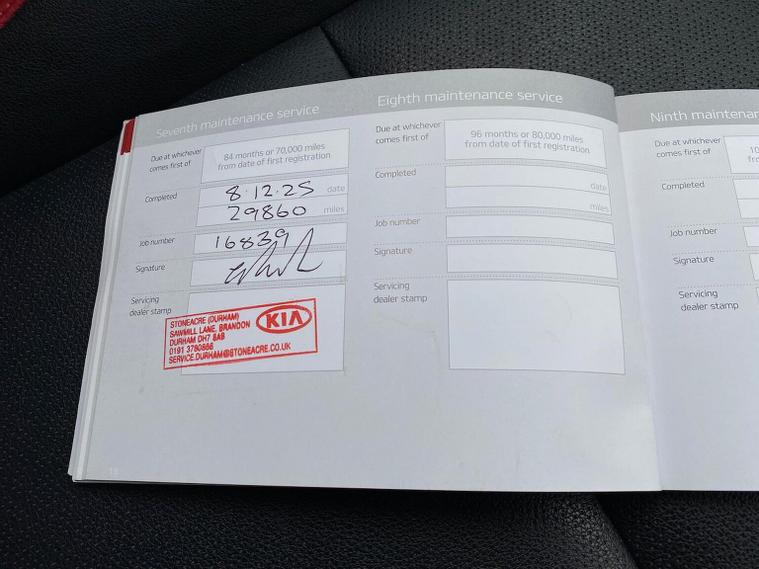 Seventh maintenance service
Due at whichever
comes first of
84 months or 70,000 miles
from date of first registration
Completed
8.12.25 date
29860 miles
Job number
16839
Signature
Servicing
dealer stamp
STONEACRE (DURHAM)
SAWMILL LANE, BRANDON
DURHAM DH7 8AB
0191 3780866
SERVICE.DURHAM@STONEACRE.CO.UK
KIA
Eighth maintenance service
Due at whichever
comes first of
96 months or 80,000 miles
from date of first registration
Completed
date
miles
Job number
Signature
Servicing
dealer stamp
Ninth maintenan
Due at whichever
comes first of
10
from
Completed
Job number
Signature
Servicing
dealer stamp